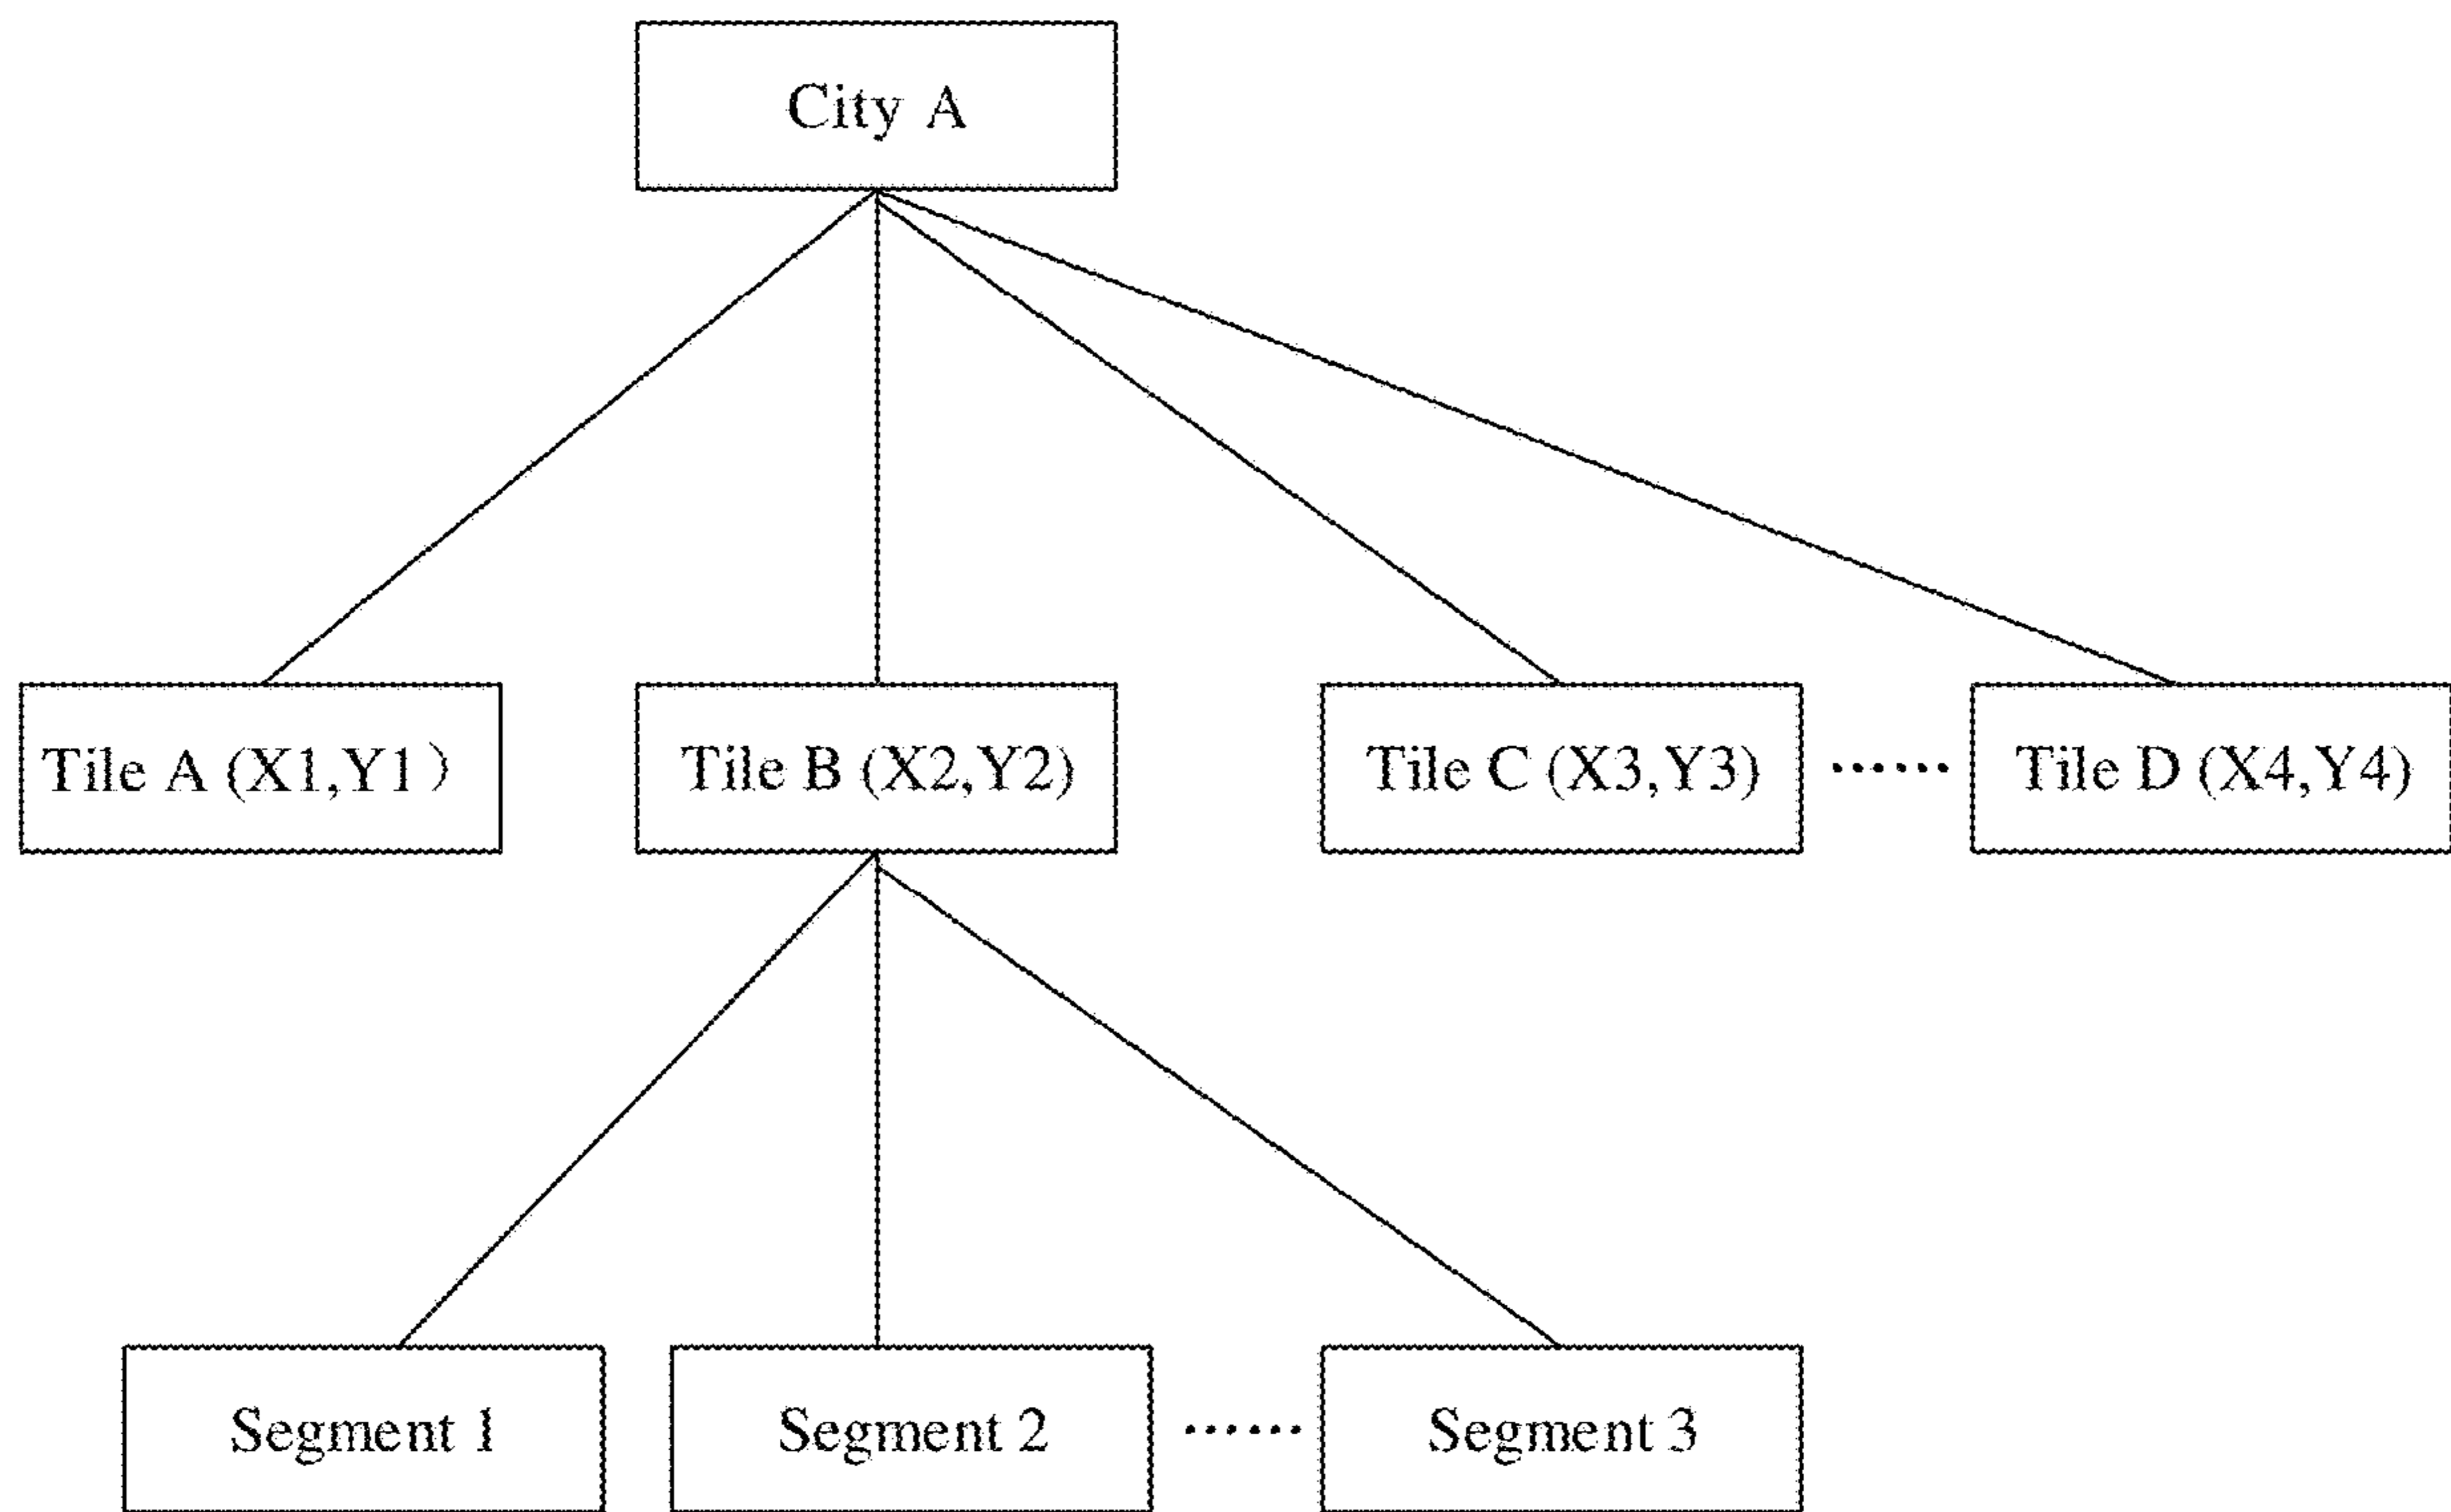 City A
Tile A (X1,Y1)
Tile B (X2,Y2)
Tile C (X3,Y3)
······
Tile D (X4,Y4)
Segment 1
Segment 2
······
Segment 3